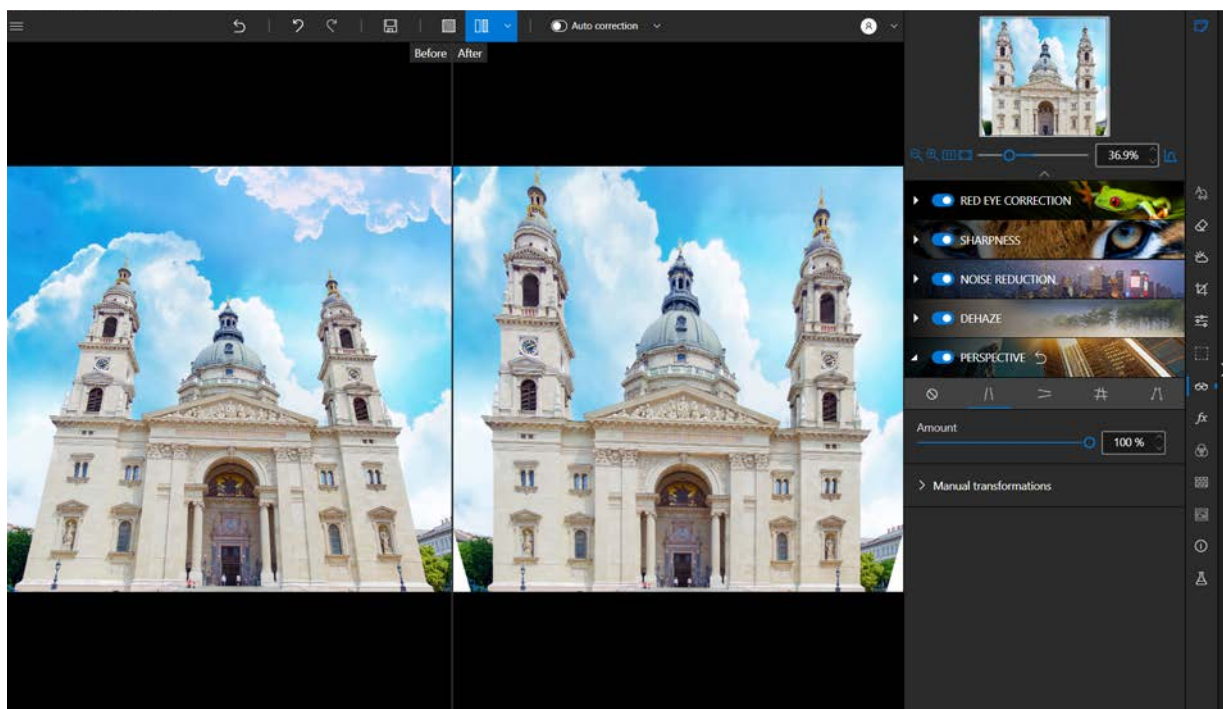 Auto correction
Before After
36.9%
RED EYE CORRECTION
SHARPNESS
NOISE REDUCTION
DEHAZE
PERSPECTIVE
Amount
100 %
Manual transformations